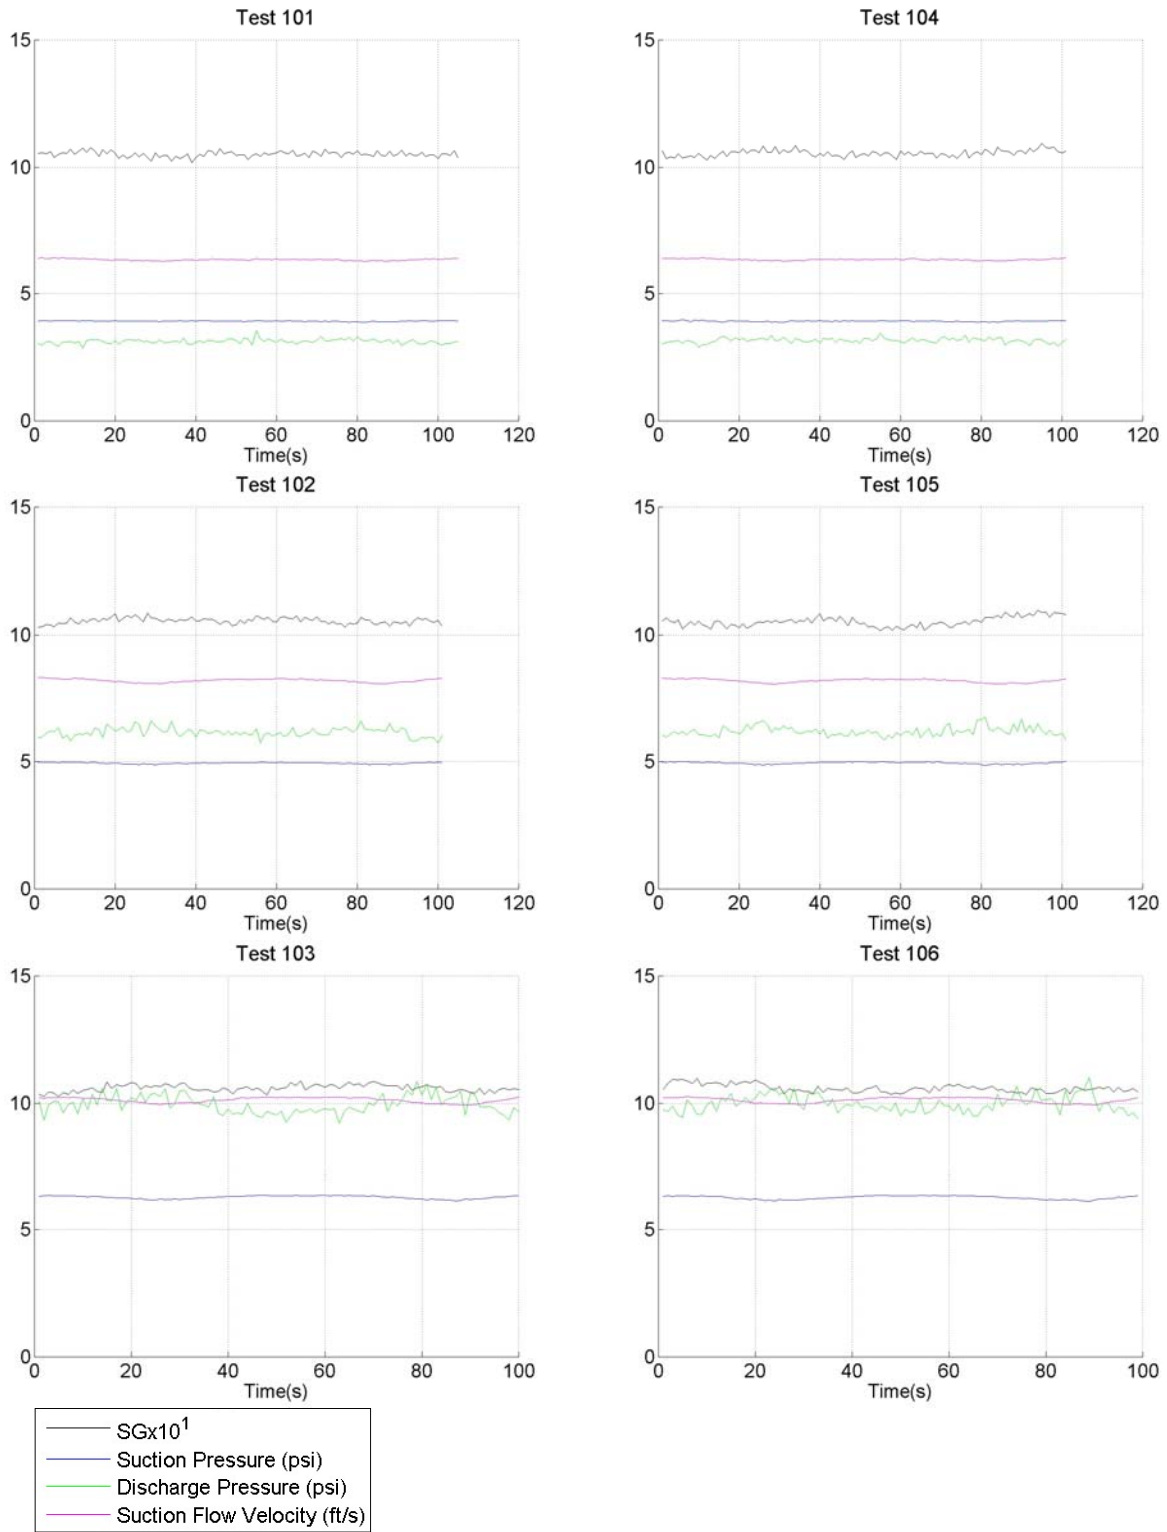 Test 101
15
10
5
0
0 20 40 60 80 100 120
Time(s)
Test 104
15
10
5
0
0 20 40 60 80 100 120
Time(s)
Test 102
15
10
5
0
0 20 40 60 80 100 120
Time(s)
Test 105
15
10
5
0
0 20 40 60 80 100 120
Time(s)
Test 103
15
10
5
0
0 20 40 60 80 100
Time(s)
Test 106
15
10
5
0
0 20 40 60 80 100
Time(s)
SGx10¹
Suction Pressure (psi)
Discharge Pressure (psi)
Suction Flow Velocity (ft/s)